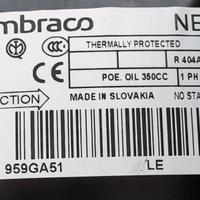 mbraco NE
THERMALLY PROTECTED
R 404A
POE. OIL 350CC 1 PH
CTION MADE IN SLOVAKIA NO STA
959GA51 LE